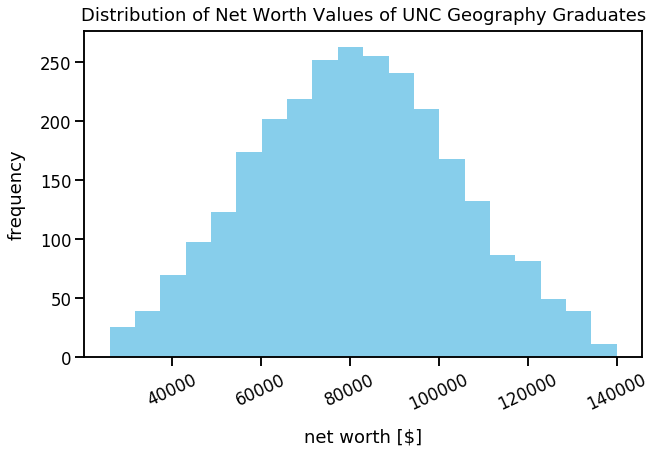 Distribution of Net Worth Values of UNC Geography Graduates
frequency
250
200
150
100
50
0
40000 60000 80000 100000 120000 140000
net worth [$]